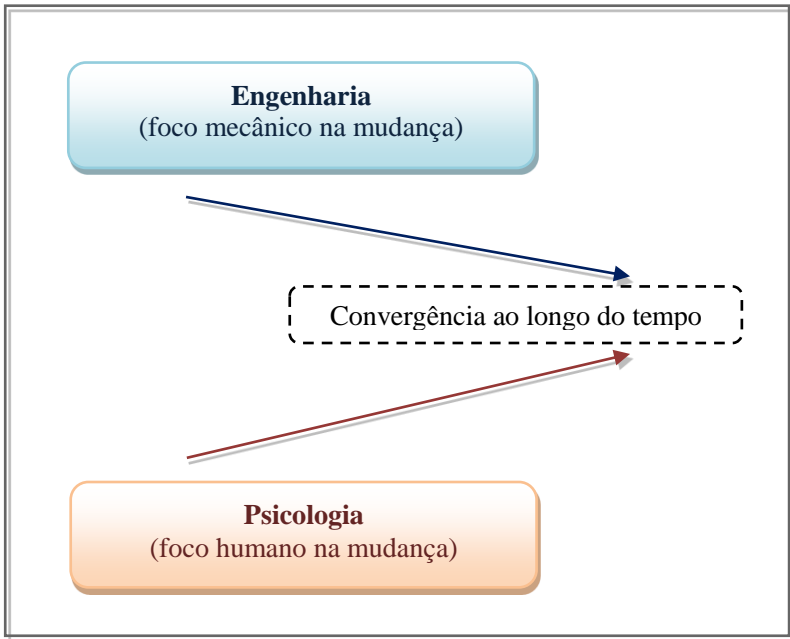 Engenharia
(foco mecânico na mudança)
Convergência ao longo do tempo
Psicologia
(foco humano na mudança)